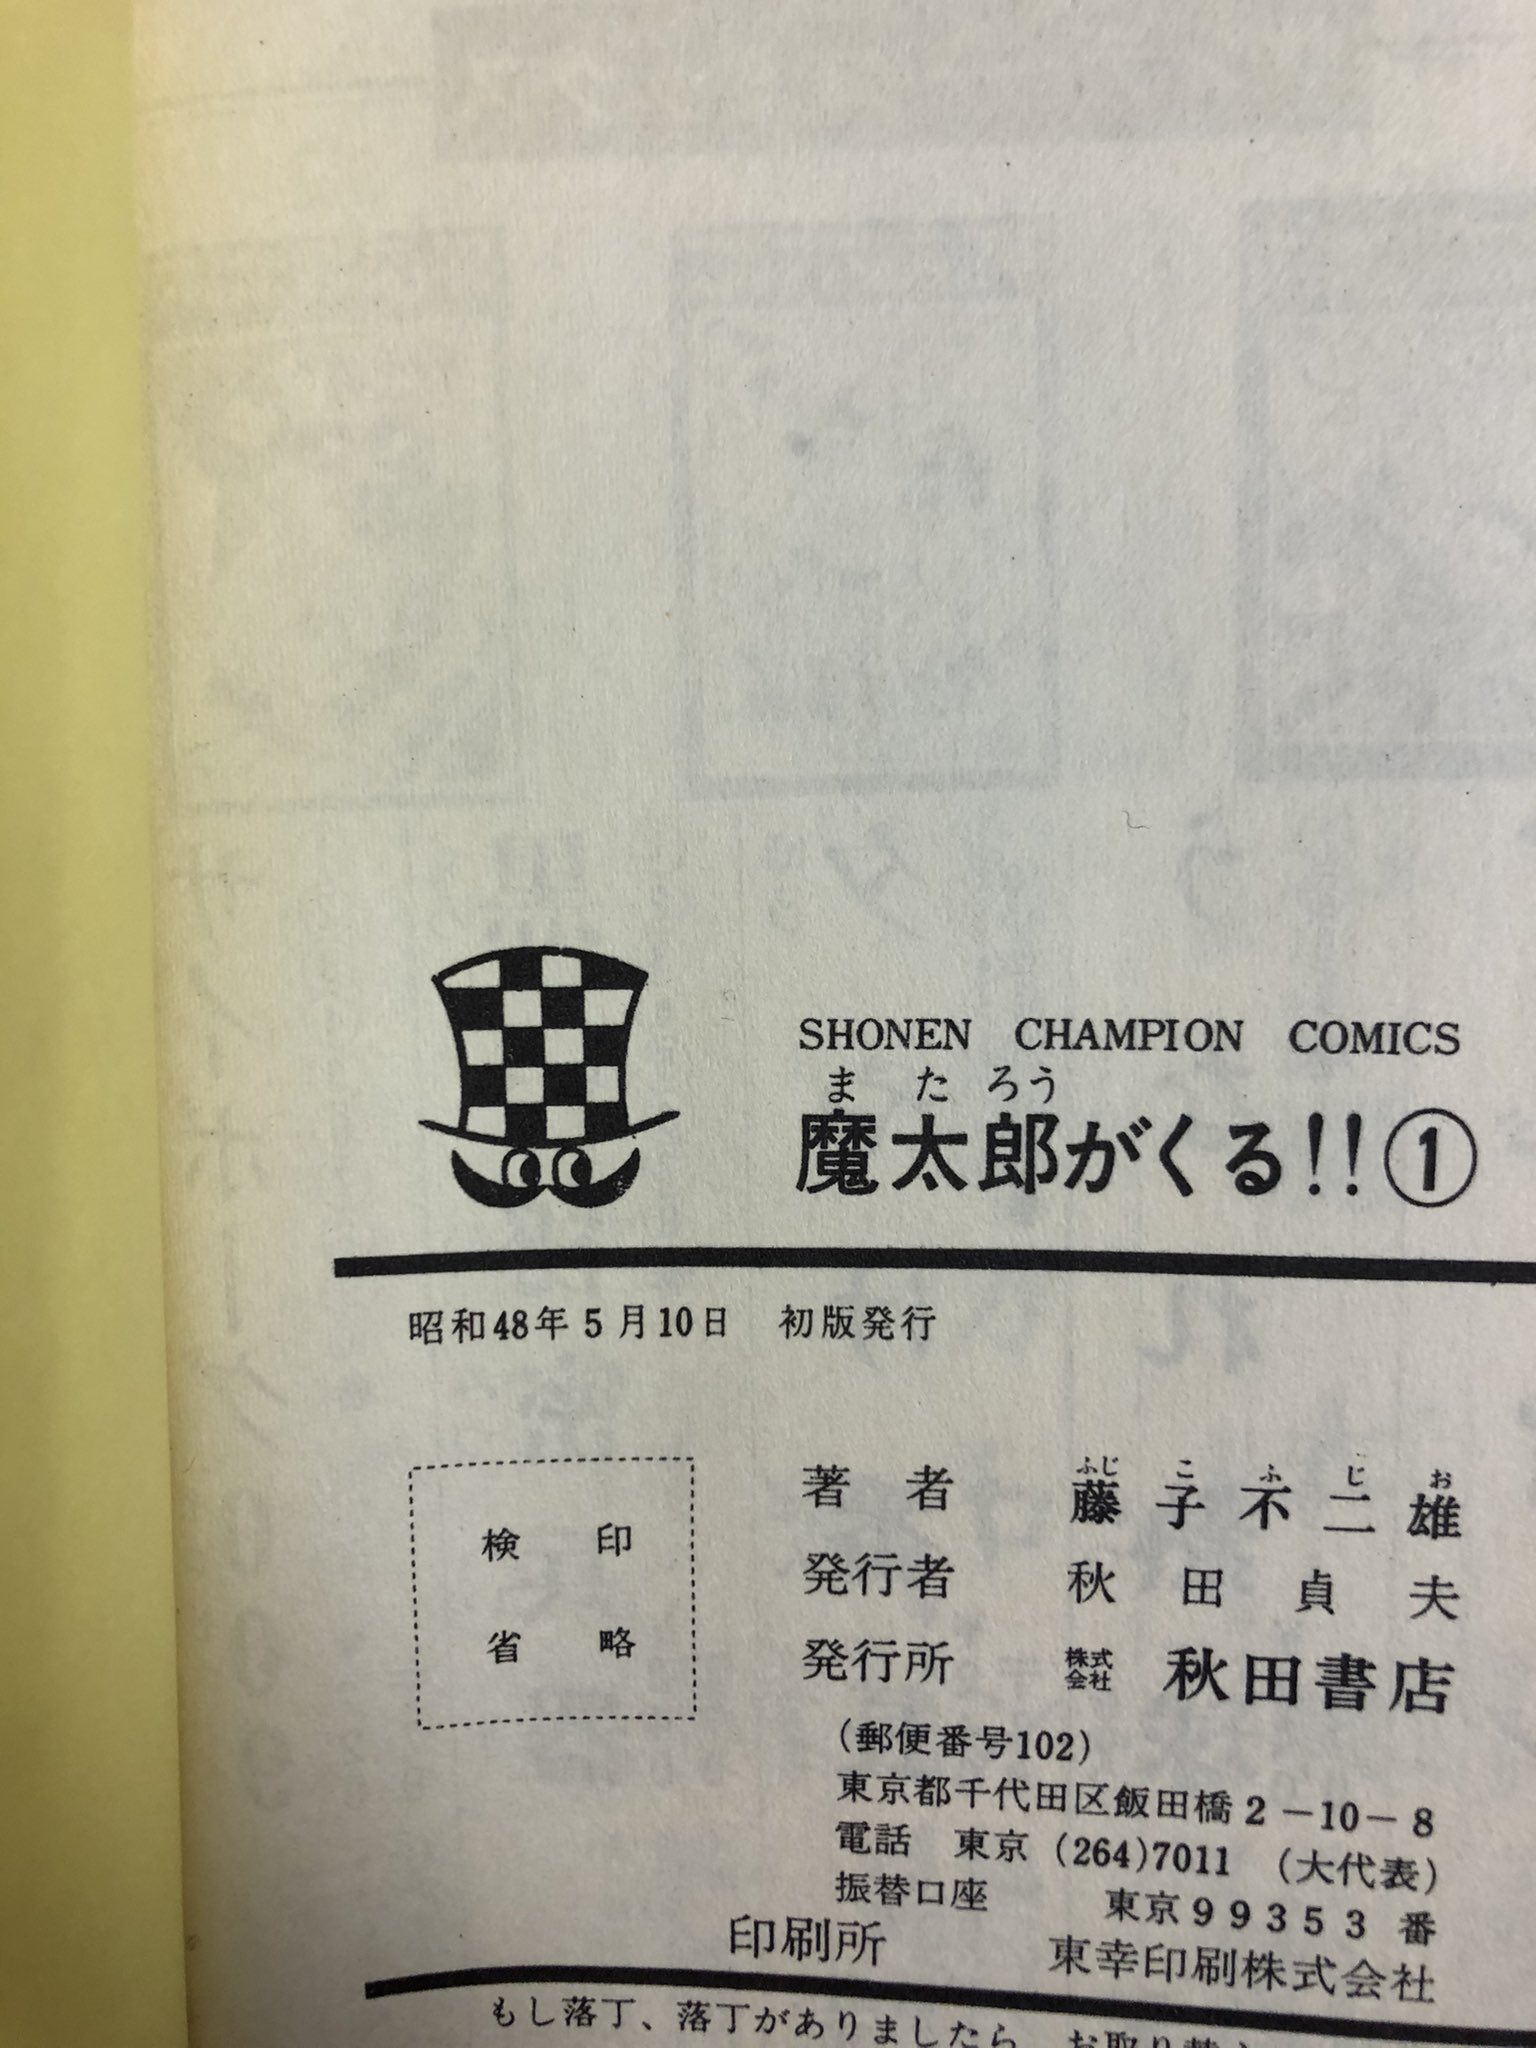 SHONEN CHAMPION COMICS
またろう
魔太郎がくる!!①
昭和48年5月10日 初版発行
検印
省略
著者 藤子不二雄
ふじこふじお
発行者 秋田貞夫
発行所 株式会社 秋田書店
(郵便番号102)
東京都千代田区飯田橋2-10-8
電話 東京(264)7011 (大代表)
振替口座 東京99353番
印刷所 東幸印刷株式会社
もし落丁、落丁がありましたら、お取り替